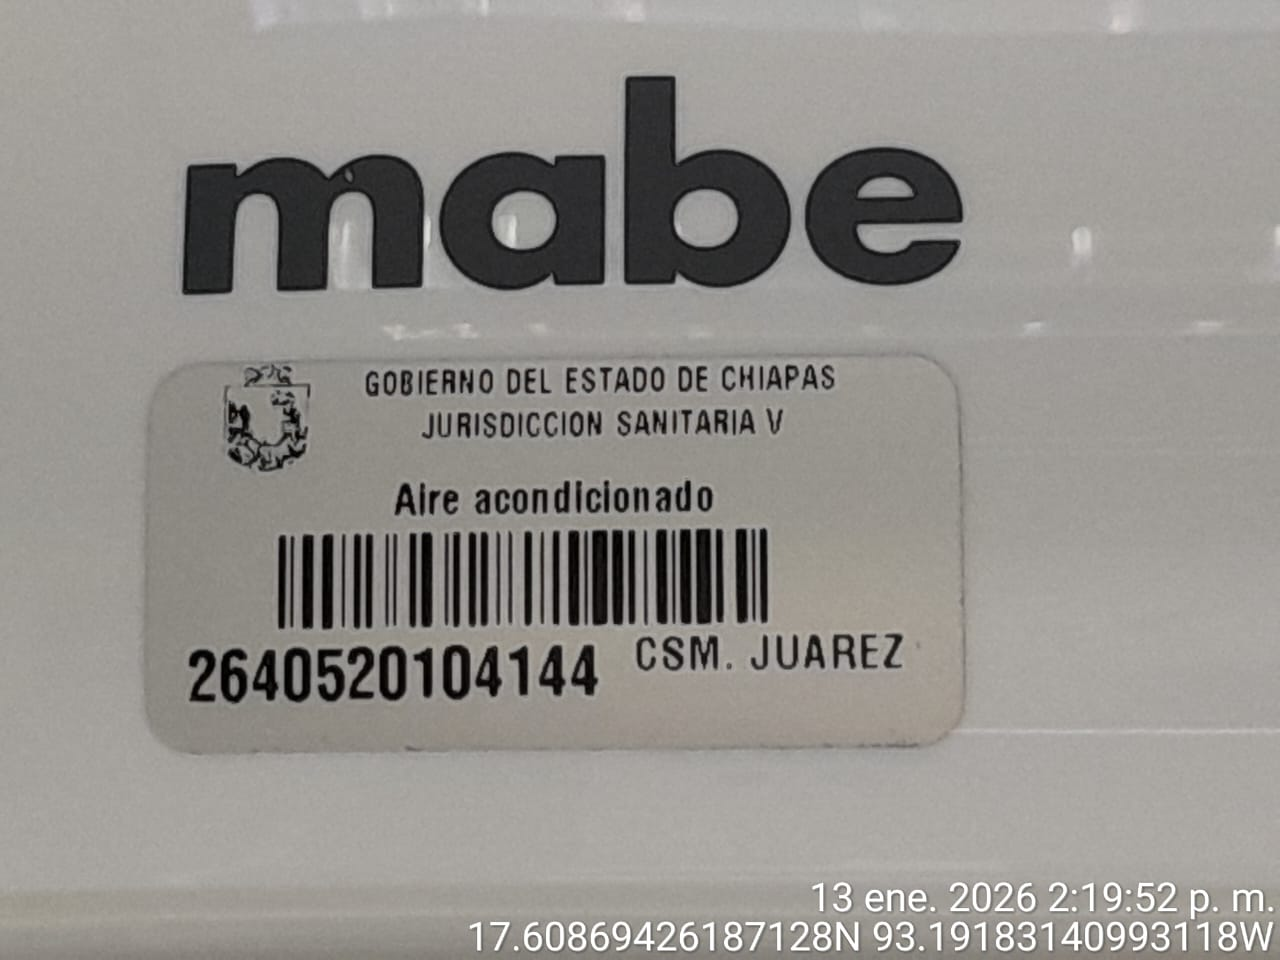 mabe
GOBIERNO DEL ESTADO DE CHIAPAS
JURISDICCION SANITARIA V
Aire acondicionado
2640520104144 CSM. JUAREZ
13 ene. 2026 2:19:52 p. m.
17.60869426187128N 93.19183140993118W